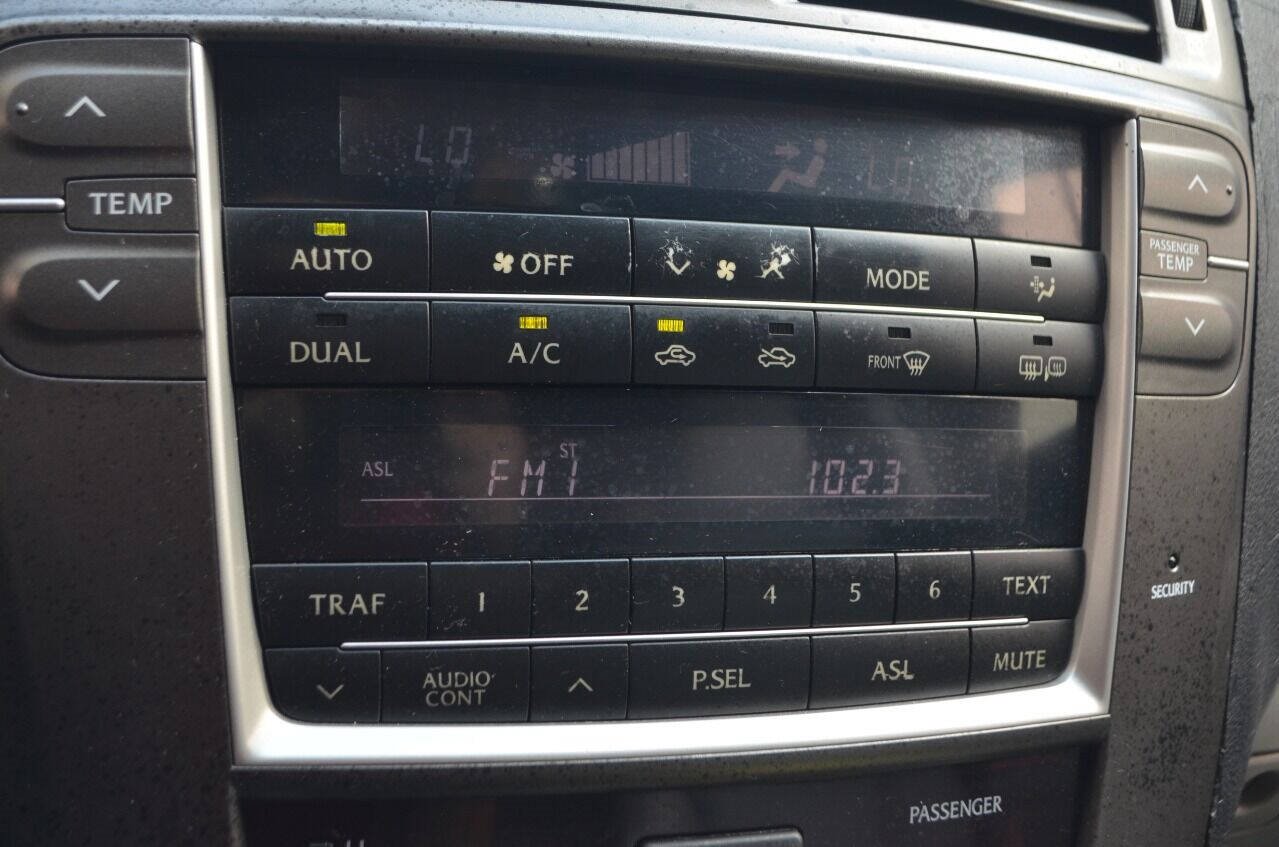 LO
LO
TEMP
PASSENGER
TEMP
AUTO
OFF
MODE
DUAL
A/C
FRONT
ASL
FM1
ST
102.3
TRAF
1
2
3
4
5
6
TEXT
SECURITY
AUDIO
CONT
P.SEL
ASL
MUTE
PASSENGER